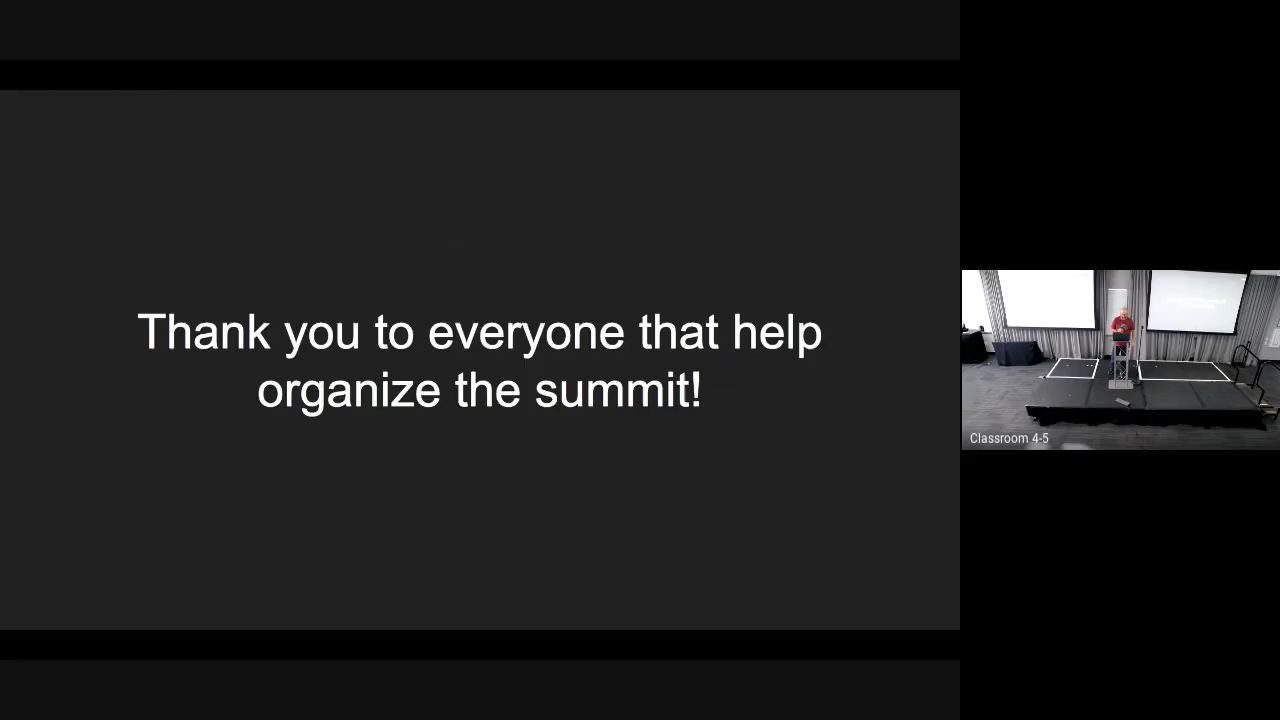 Thank you to everyone that help
organize the summit!
Classroom 4-5